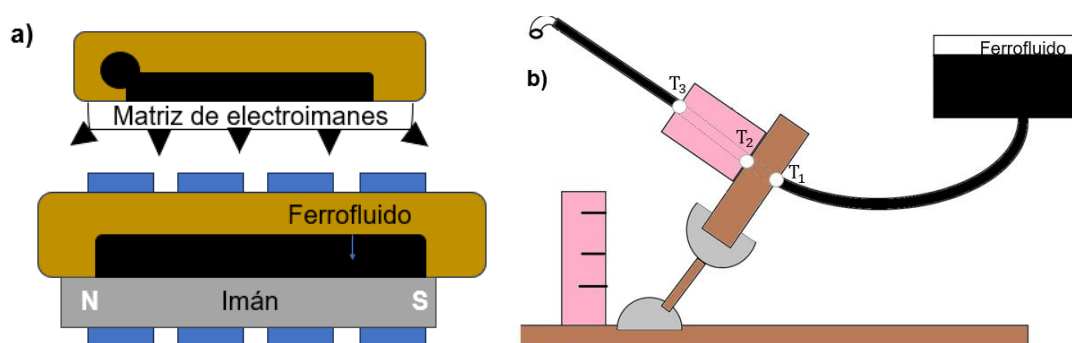 a)
Matriz de electroimanes
Ferrofluido
N
Imán
S
b)
Ferrofluido
T3
T2
T1